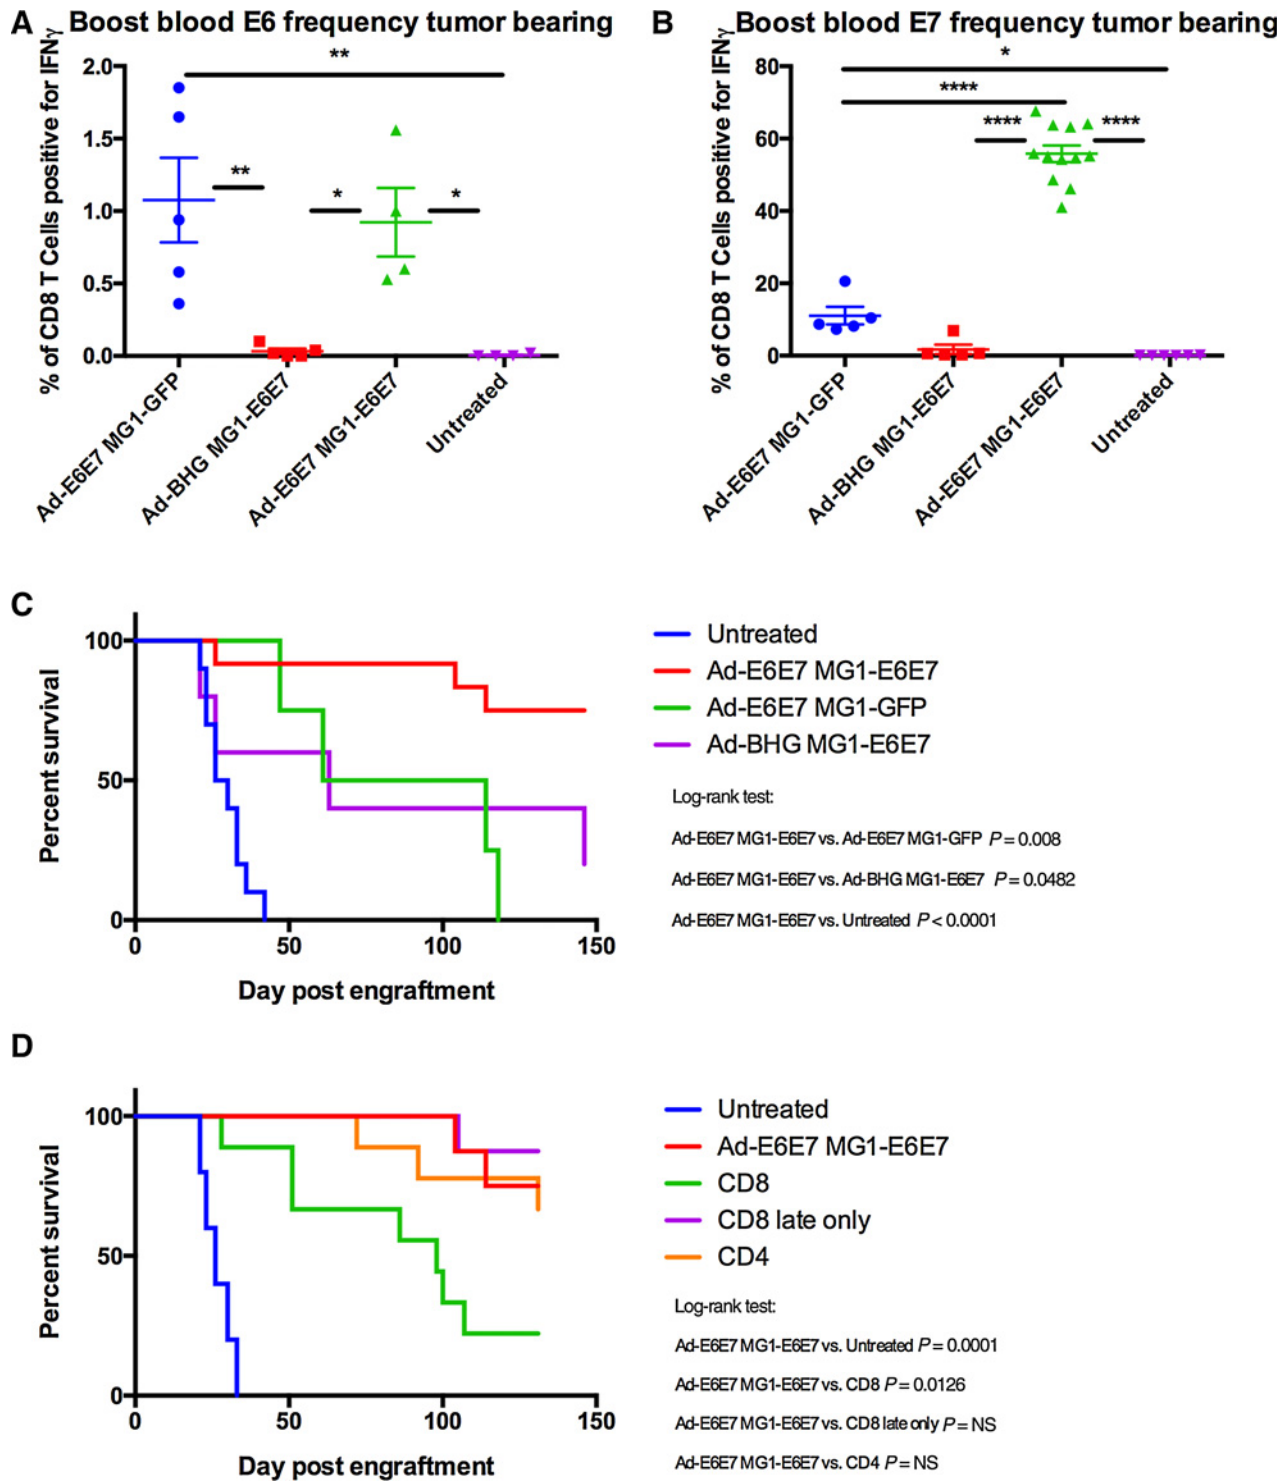 A Boost blood E6 frequency tumor bearing
% of CD8 T Cells positive for IFNγ
2.0
1.5
1.0
0.5
0.0
**
**
*
*
Ad-E6E7 MG1-GFP
Ad-BHG MG1-E6E7
Ad-E6E7 MG1-E6E7
Untreated
B Boost blood E7 frequency tumor bearing
% of CD8 T Cells positive for IFNγ
80
60
40
20
0
*
****
****
****
Ad-E6E7 MG1-GFP
Ad-BHG MG1-E6E7
Ad-E6E7 MG1-E6E7
Untreated
C
Percent survival
100
50
0
0 50 100 150
Day post engraftment
Untreated
Ad-E6E7 MG1-E6E7
Ad-E6E7 MG1-GFP
Ad-BHG MG1-E6E7
Log-rank test:
Ad-E6E7 MG1-E6E7 vs. Ad-E6E7 MG1-GFP P = 0.008
Ad-E6E7 MG1-E6E7 vs. Ad-BHG MG1-E6E7 P = 0.0482
Ad-E6E7 MG1-E6E7 vs. Untreated P < 0.0001
D
Percent survival
100
50
0
0 50 100 150
Day post engraftment
Untreated
Ad-E6E7 MG1-E6E7
CD8
CD8 late only
CD4
Log-rank test:
Ad-E6E7 MG1-E6E7 vs. Untreated P = 0.0001
Ad-E6E7 MG1-E6E7 vs. CD8 P = 0.0126
Ad-E6E7 MG1-E6E7 vs. CD8 late only P = NS
Ad-E6E7 MG1-E6E7 vs. CD4 P = NS